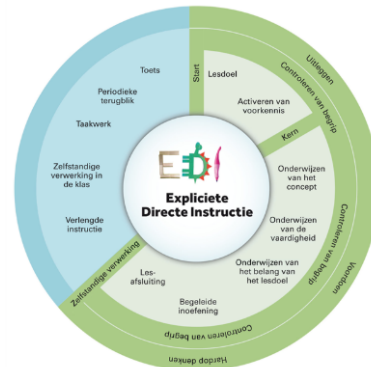 Start
Lesdoel
Activeren van
voorkennis
Kern
Onderwijzen
van het
concept
Onderwijzen
van de
vaardigheid
Onderwijzen van
het belang van
het lesdoel
Begeleide
inoefening
Les-
afsluiting
Zelfstandige verwerking
Verlengde
instructie
Zelfstandige
verwerking in
de klas
Taakwerk
Periodieke
terugblik
Toets
EDI
Expliciete
Directe Instructie
Uitleggen
Controleren van begrip
Controleren van begrip
Voordoen
Controleren van begrip
Hardop denken